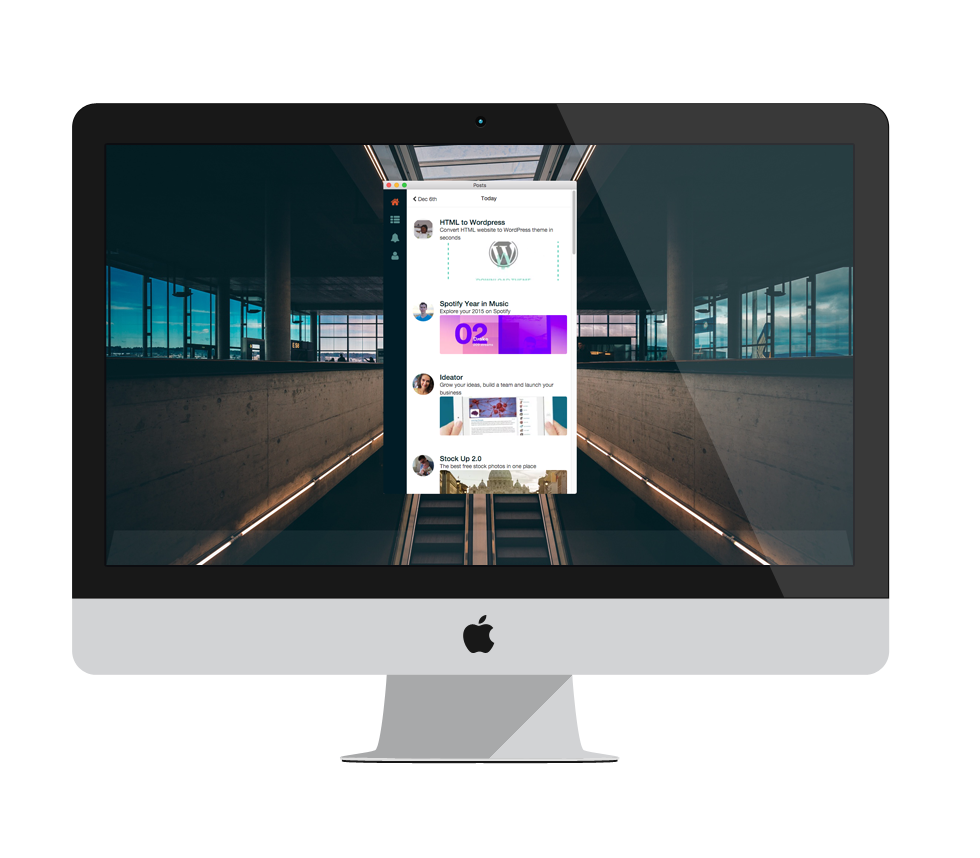 Posts
Dec 6th
Today
HTML to Wordpress
Convert HTML website to WordPress theme in
seconds
Spotify Year in Music
Explore your 2015 on Spotify
02
Ideator
Grow your ideas, build a team and launch your
business
Stock Up 2.0
The best free stock photos in one place